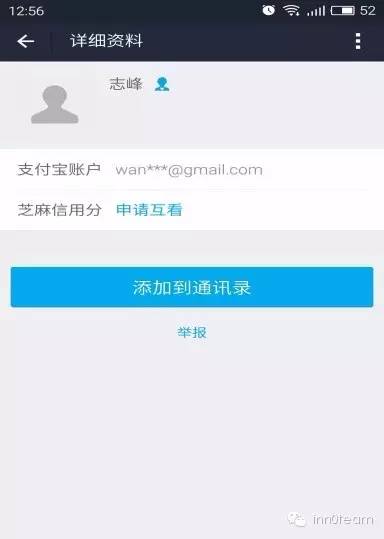 12:56 52
详细资料
志峰
支付宝账户 wan***@gmail.com
芝麻信用分 申请互看
添加到通讯录
举报
inn0team